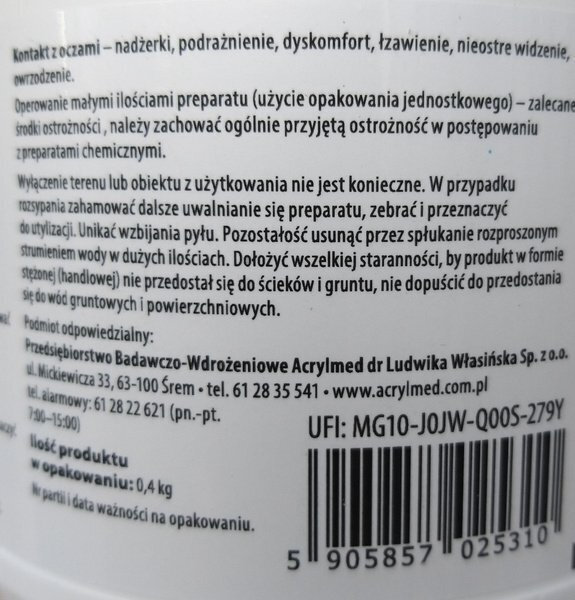 Kontakt z oczami – nadżerki, podrażnienie, dyskomfort, łzawienie, nieostre widzenie,
owrzodzenie.
Operowanie małymi ilościami preparatu (użycie opakowania jednostkowego) – zalecane
środki ostrożności , należy zachować ogólnie przyjętą ostrożność w postępowaniu
z preparatami chemicznymi.
Wyłączenie terenu lub obiektu z użytkowania nie jest konieczne. W przypadku
rozsypania zahamować dalsze uwalnianie się preparatu, zebrać i przeznaczyć
do utylizacji. Unikać wzbijania pyłu. Pozostałość usunąć przez spłukanie rozproszonym
strumieniem wody w dużych ilościach. Dołożyć wszelkiej staranności, by produkt w formie
stężonej (handlowej) nie przedostał się do ścieków i gruntu, nie dopuścić do przedostania
się do wód gruntowych i powierzchniowych.
Podmiot odpowiedzialny:
Przedsiębiorstwo Badawczo-Wdrożeniowe Acrylmed dr Ludwika Własińska Sp. z o.o.
ul. Mickiewicza 33, 63-100 Śrem • tel. 61 28 35 541 • www.acrylmed.com.pl
tel. alarmowy: 61 28 22 621 (pn.-pt.
7:00–15:00)
UFI: MG10-J0JW-Q00S-279Y
Ilość produktu
w opakowaniu: 0,4 kg
Nr partii i data ważności na opakowaniu.
5 905857 025310